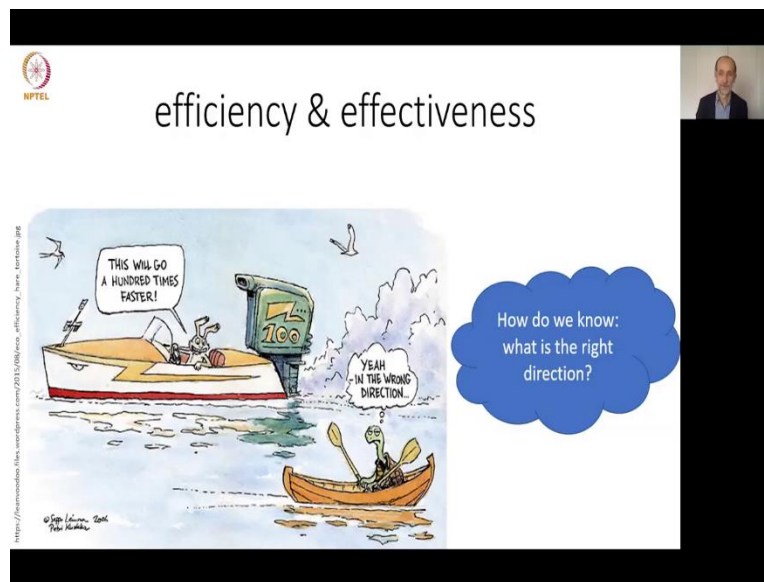 NPTEL
efficiency & effectiveness
https://leanvoodoo.files.wordpress.com/2015/08/eco_efficiency_hare_tortoise.jpg
THIS WILL GO
A HUNDRED TIMES
FASTER!
100
YEAH
-IN THE WRONG
DIRECTION...
How do we know:
what is the right
direction?